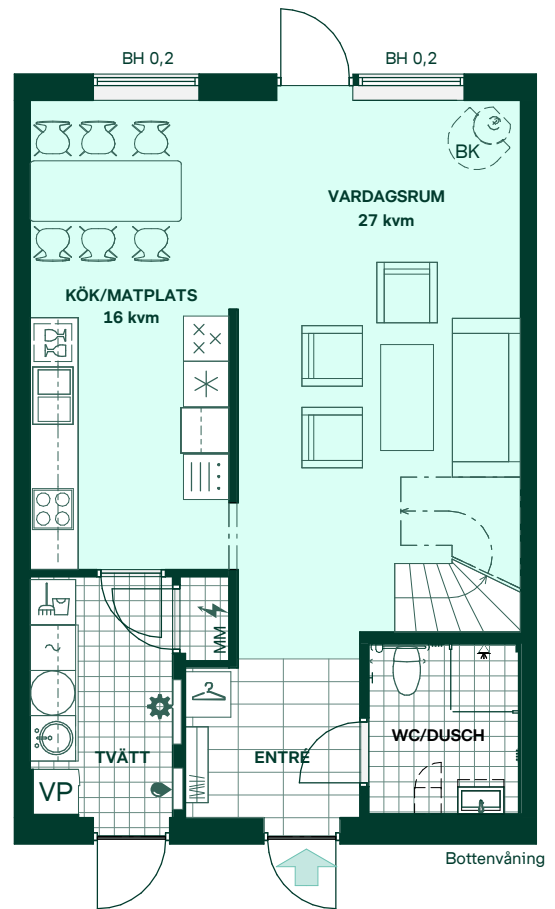 BH 0,2
BH 0,2
BK
VARDAGSRUM
27 kvm
KÖK/MATPLATS
16 kvm
MM
WC/DUSCH
TVÄTT
ENTRÉ
VP
Bottenvåning